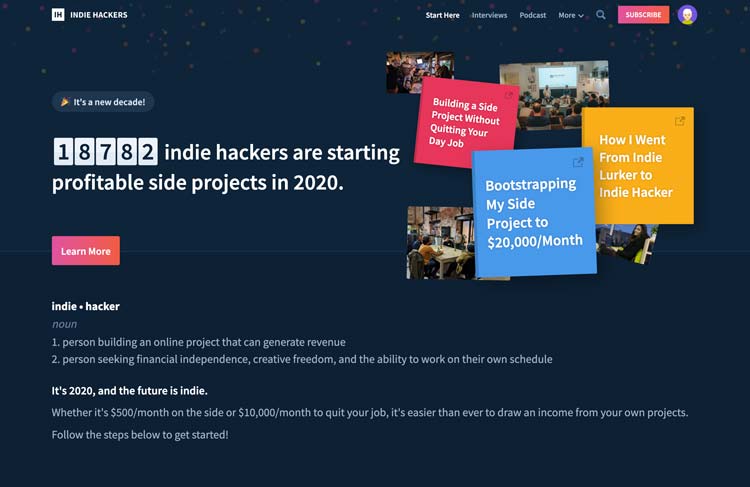 IH INDIE HACKERS
Start Here
Interviews
Podcast
More
SUBSCRIBE
It's a new decade!
18782 indie hackers are starting
profitable side projects in 2020.
Learn More
Building a Side
Project Without
Quitting Your
Day Job
How I Went
From Indie
Lurker to
Indie Hacker
Bootstrapping
My Side
Project to
$20,000/Month
indie • hacker
noun
1. person building an online project that can generate revenue
2. person seeking financial independence, creative freedom, and the ability to work on their own schedule
It's 2020, and the future is indie.
Whether it's $500/month on the side or $10,000/month to quit your job, it's easier than ever to draw an income from your own projects.
Follow the steps below to get started!